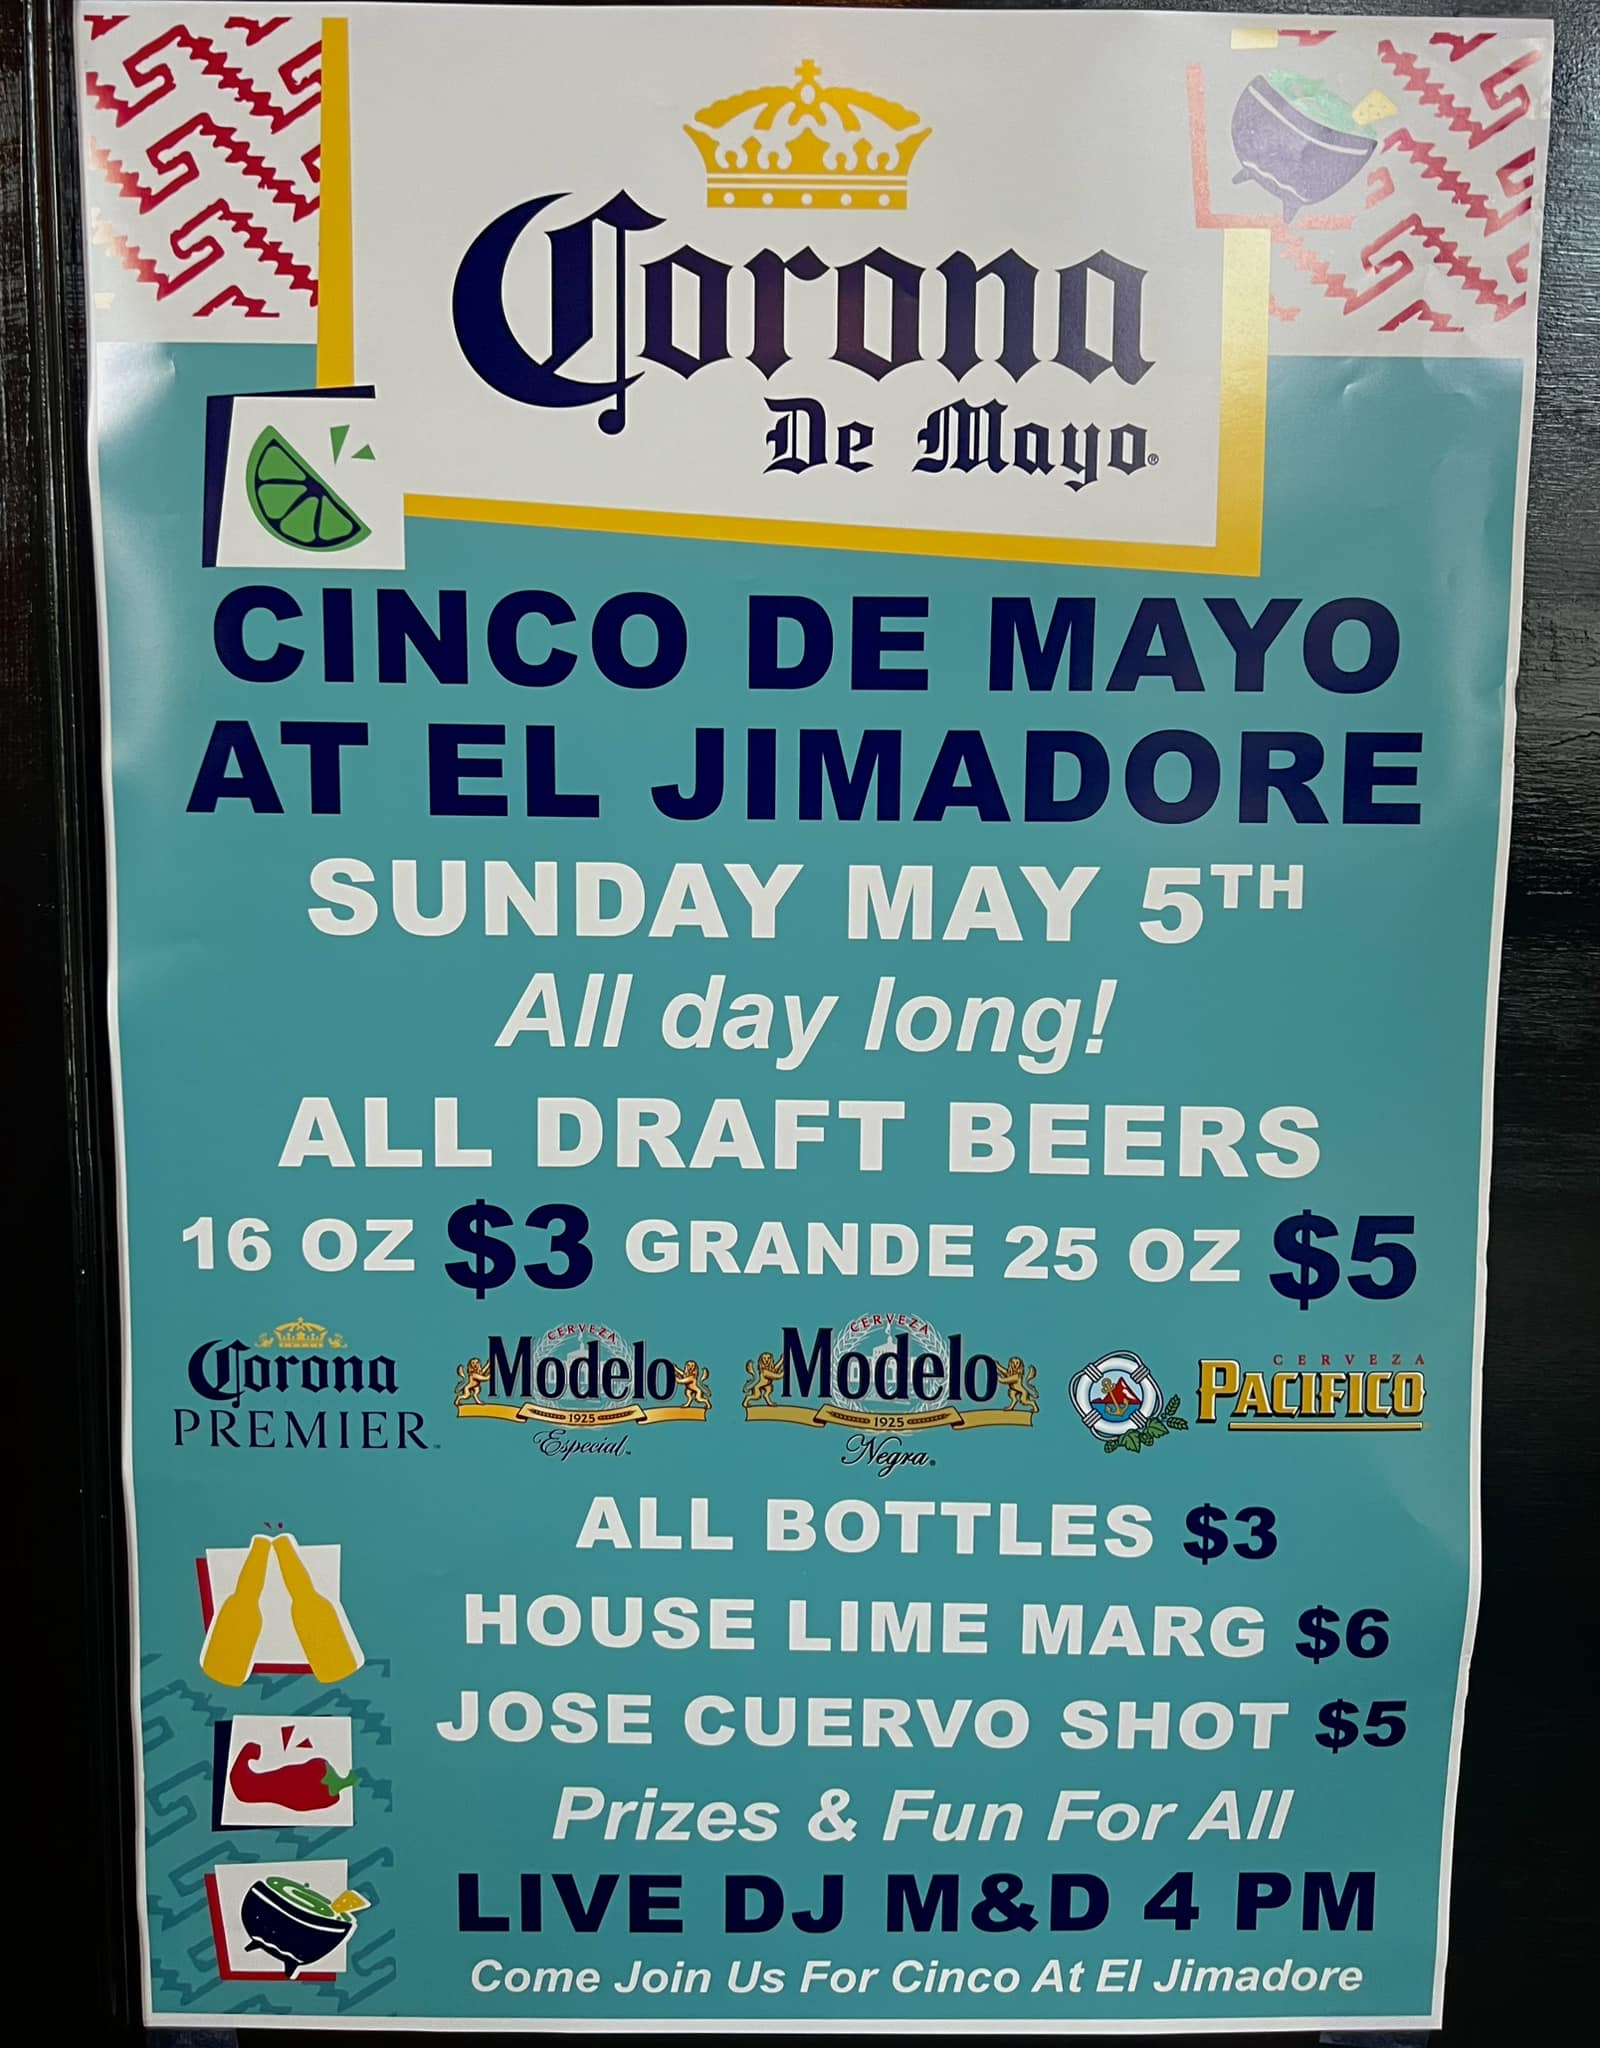 Corona
De Mayo®
CINCO DE MAYO
AT EL JIMADORE
SUNDAY MAY 5TH
All day long!
ALL DRAFT BEERS
16 OZ $3 GRANDE 25 OZ $5
Corona
PREMIER™
CERVEZA
Modelo
1925
Especial™
CERVEZA
Modelo
1925
Negra®
CERVEZA
PACIFICO
ALL BOTTLES $3
HOUSE LIME MARG $6
JOSE CUERVO SHOT $5
Prizes & Fun For All
LIVE DJ M&D 4 PM
Come Join Us For Cinco At El Jimadore